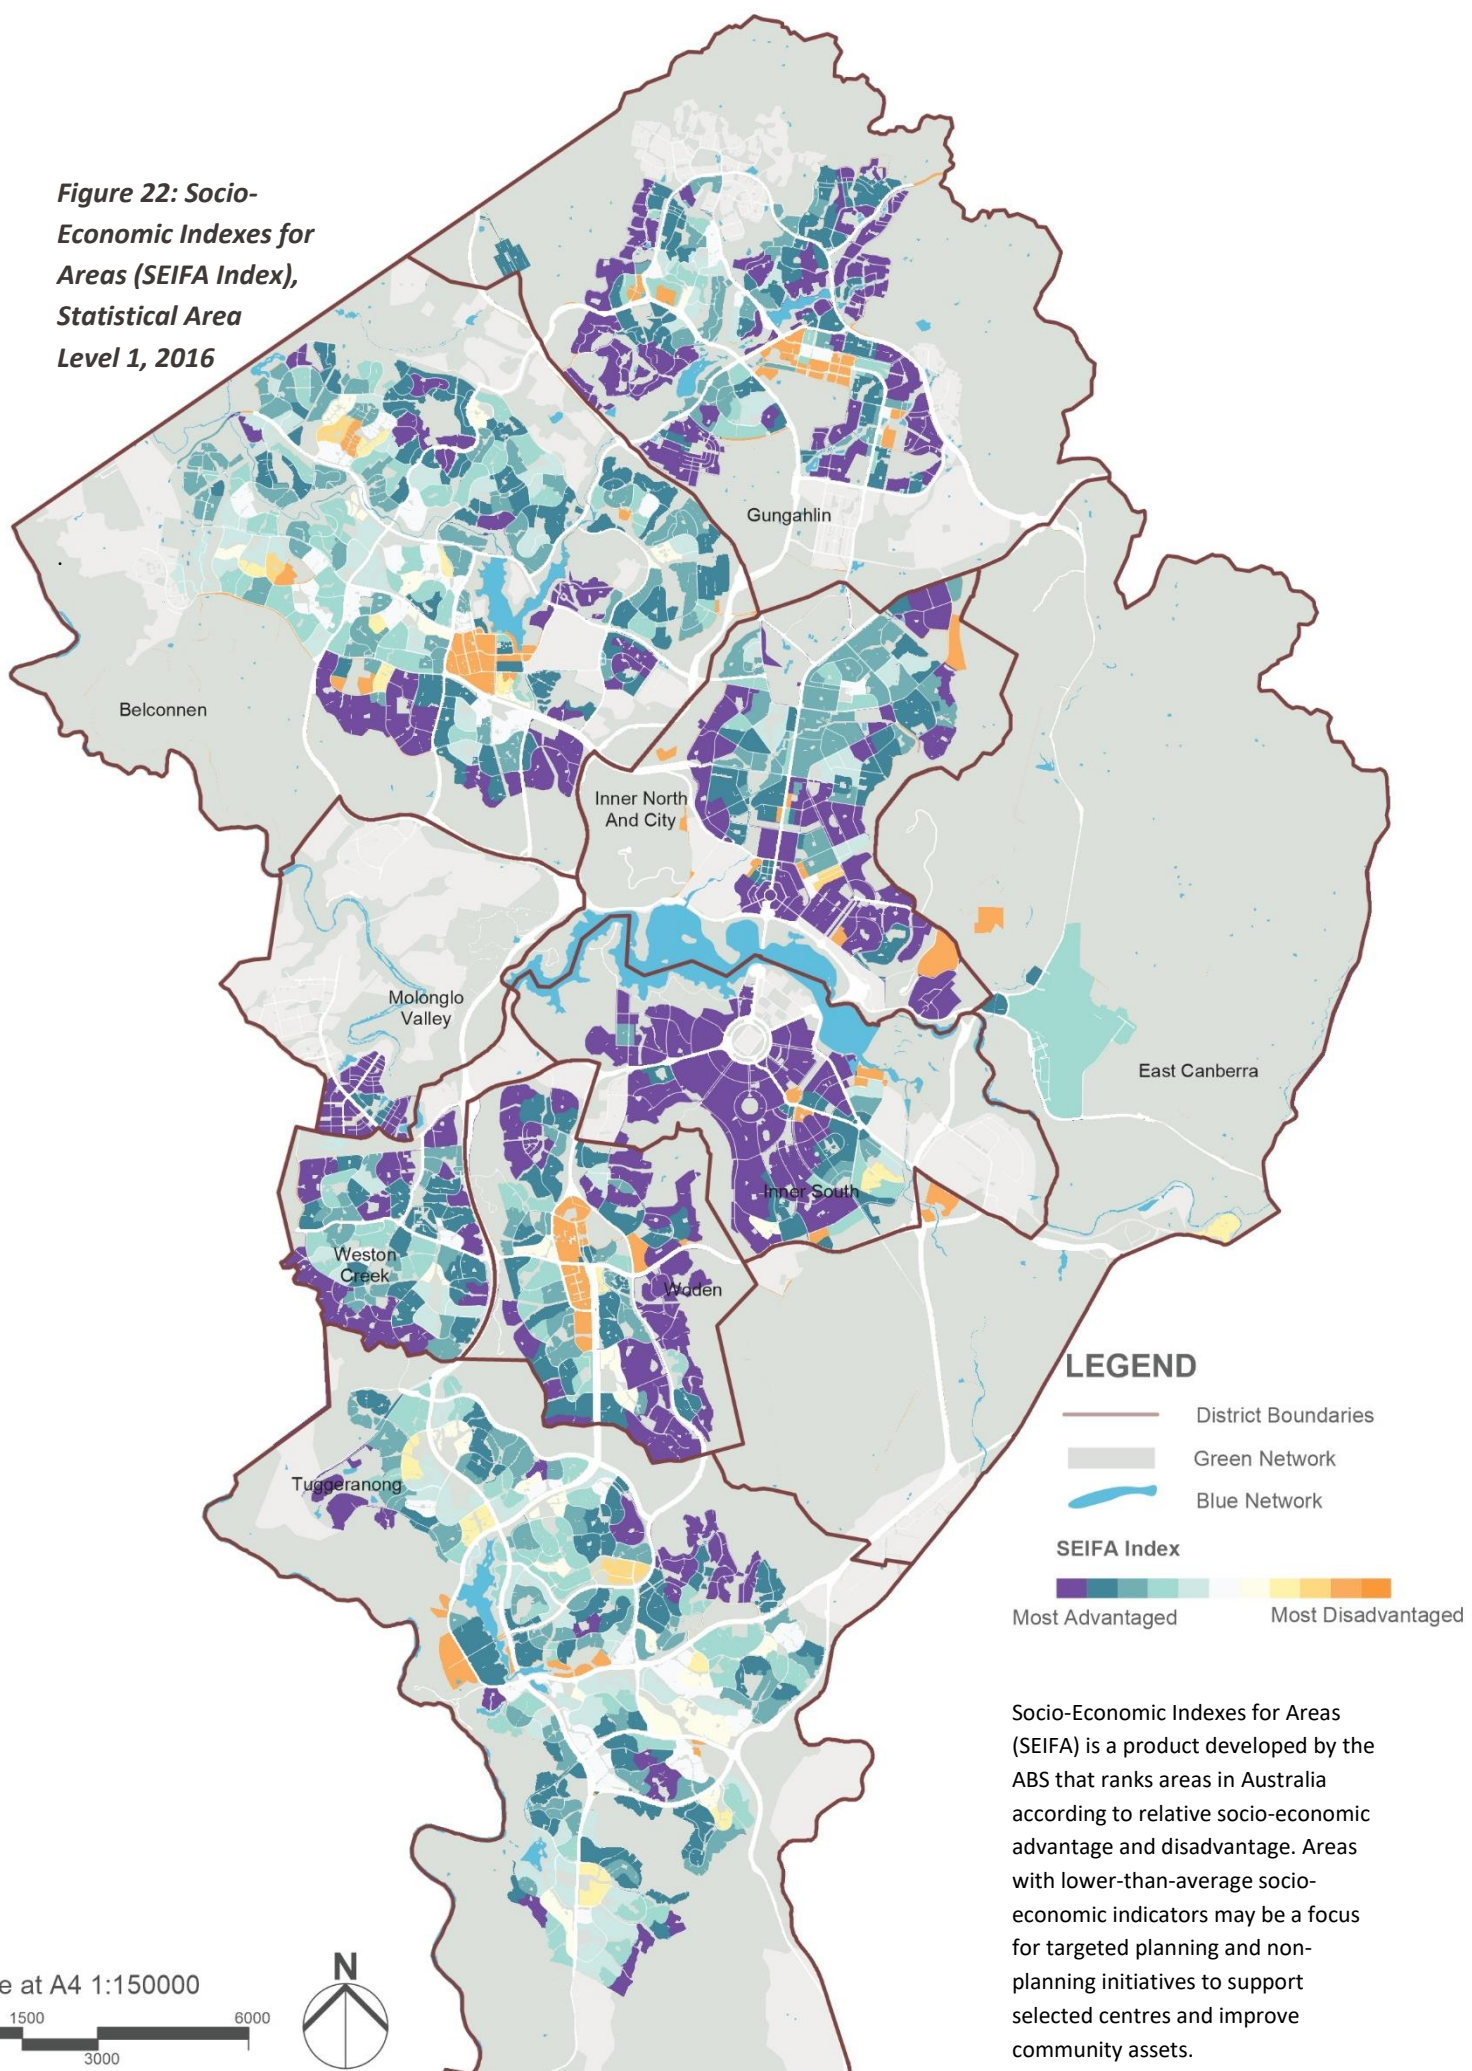 Figure 22: Socio-
Economic Indexes for
Areas (SEIFA Index),
Statistical Area
Level 1, 2016
.
Gungahlin
Belconnen
Inner North
And City
Molonglo
Valley
East Canberra
Inner South
Weston
Creek
Woden
Tuggeranong
LEGEND
District Boundaries
Green Network
Blue Network
SEIFA Index
Most Advantaged
Most Disadvantaged
Socio-Economic Indexes for Areas
(SEIFA) is a product developed by the
ABS that ranks areas in Australia
according to relative socio-economic
advantage and disadvantage. Areas
with lower-than-average socio-
economic indicators may be a focus
for targeted planning and non-
planning initiatives to support
selected centres and improve
community assets.
e at A4 1:150000
1500
6000
3000
N